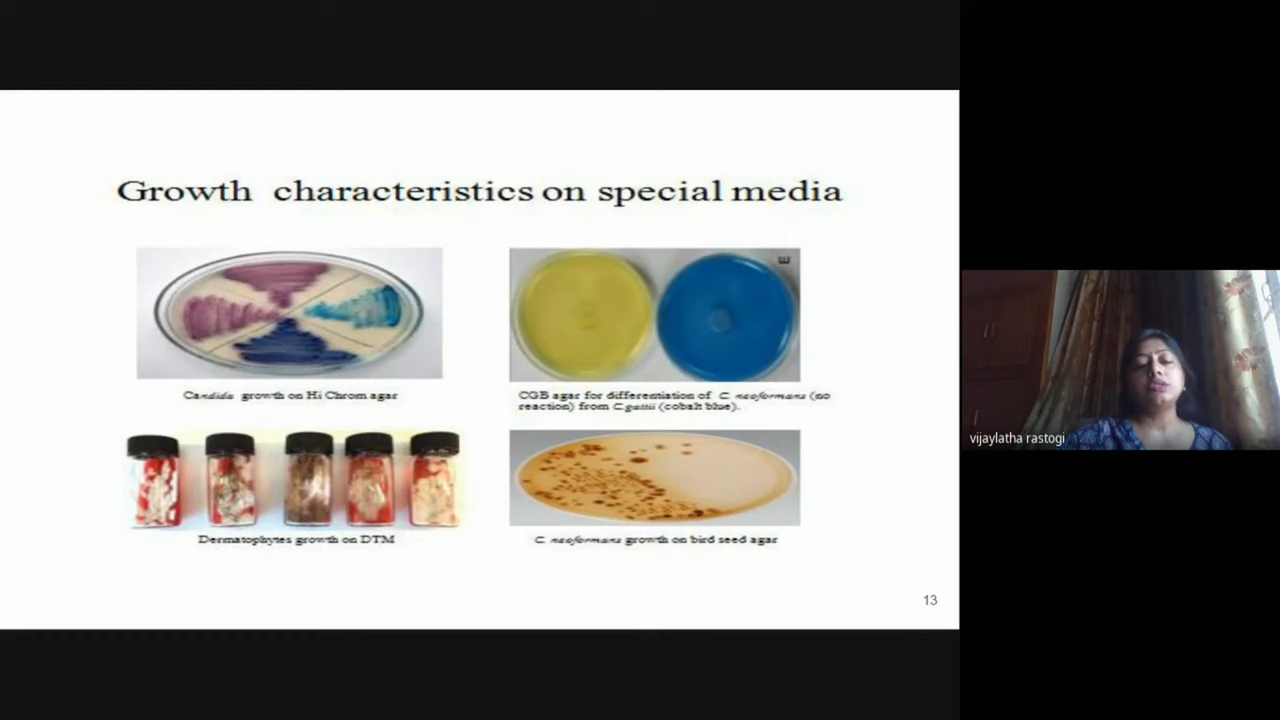 Growth characteristics on special media
Candida growth on Hi Chrom agar
CGB agar for differentiation of C. neoformans (no
reaction) from C.gattii (cobalt blue).
Dermatophytes growth on DTM
C. neoformans growth on bird seed agar
13
vijaylatha rastogi